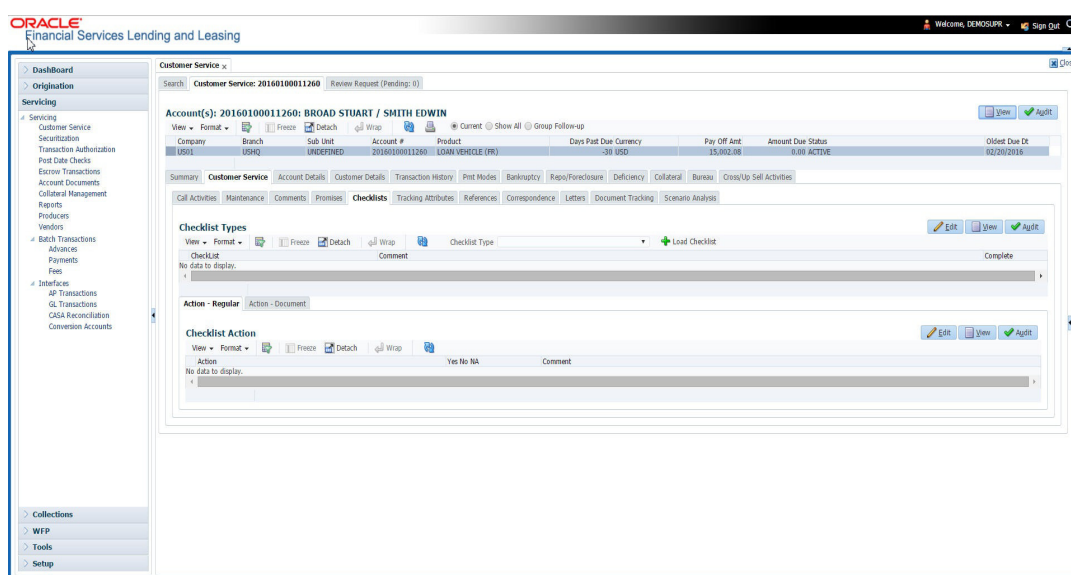 ORACLE
Financial Services Lending and Leasing
Welcome, DEMOSUPR
Sign Out
DashBoard
Origination
Servicing
Servicing
Customer Service
Securitization
Transaction Authorization
Post Date Checks
Escrow Transactions
Account Documents
Collateral Management
Reports
Producers
Vendors
Batch Transactions
Advances
Payments
Fees
Interfaces
AP Transactions
GL Transactions
CASA Reconciliation
Conversion Accounts
Collections
WFP
Tools
Setup
Customer Service x
Clos
Search Customer Service: 20160100011260 Review Request (Pending: 0)
Account(s): 20160100011260: BROAD STUART / SMITH EDWIN
View Audit
View Format Freeze Detach Wrap Current Show All Group Follow-up
Company Branch Sub Unit Account # Product Days Past Due Currency Pay Off Amt Amount Due Status Oldest Due Dt
US01 USHQ UNDEFINED 20160100011260 LOAN VEHICLE (FR) -30 USD 15,002.08 0.00 ACTIVE 02/20/2016
Summary Customer Service Account Details Customer Details Transaction History Pmt Modes Bankruptcy Repo/Foreclosure Deficiency Collateral Bureau Cross/Up Sell Activities
Call Activities Maintenance Comments Promises Checklists Tracking Attributes References Correspondence Letters Document Tracking Scenario Analysis
Checklist Types
Edit View Audit
View Format Freeze Detach Wrap Checklist Type Load Checklist
CheckList Comment Complete
No data to display.
Action - Regular Action - Document
Checklist Action
Edit View Audit
View Format Freeze Detach Wrap
Action Yes No NA Comment
No data to display.